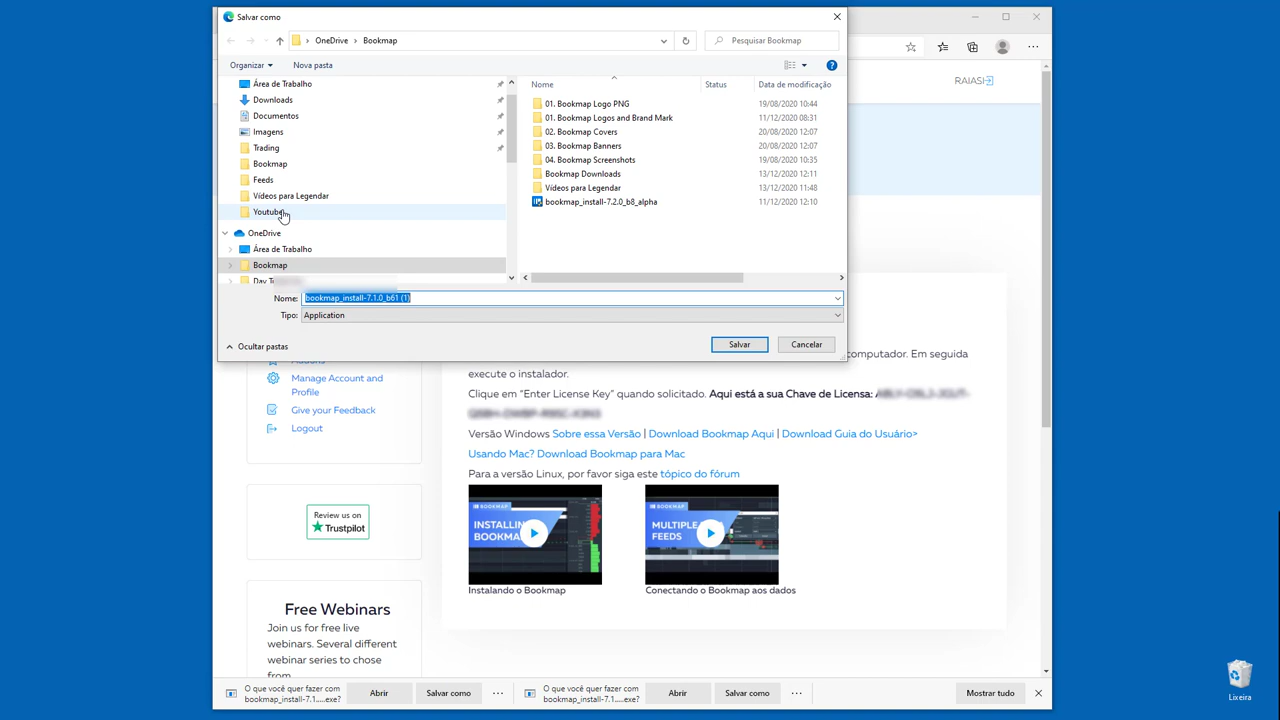 Salvar como
OneDrive > Bookmap
Pesquisar Bookmap
Organizar
Nova pasta
Área de Trabalho
Downloads
Documentos
Imagens
Trading
Bookmap
Feeds
Vídeos para Legendar
Youtube
OneDrive
Área de Trabalho
Bookmap
Nome Status Data de modificação
01. Bookmap Logo PNG 19/08/2020 10:44
01. Bookmap Logos and Brand Mark 11/12/2020 08:31
02. Bookmap Covers 20/08/2020 12:07
03. Bookmap Banners 20/08/2020 12:07
04. Bookmap Screenshots 19/08/2020 10:35
Bookmap Downloads 13/12/2020 12:11
Vídeos para Legendar 13/12/2020 11:48
bookmap_install-7.2.0_b8_alpha 11/12/2020 12:10
Nome: bookmap_install-7.1.0_b61 (1)
Tipo: Application
Ocultar pastas
Salvar
Cancelar
RAIASI
Manage Account and
Profile
Give your Feedback
Logout
Review us on
Trustpilot
Free Webinars
Join us for free live
webinars. Several different
webinar series to chose
from
computador. Em seguida
execute o instalador.
Clique em “Enter License Key” quando solicitado. Aqui está a sua Chave de Licensa:
Versão Windows Sobre essa Versão | Download Bookmap Aqui | Download Guia do Usuário>
Usando Mac? Download Bookmap para Mac
Para a versão Linux, por favor siga este tópico do fórum
BOOKMAP
INSTALLING
BOOKMAP
BOOKMAP
MULTIPLE
FEEDS
Instalando o Bookmap
Conectando o Bookmap aos dados
O que você quer fazer com
bookmap_install-7.1.....exe?
Abrir
Salvar como
O que você quer fazer com
bookmap_install-7.1.....exe?
Abrir
Salvar como
Mostrar tudo
Lixeira